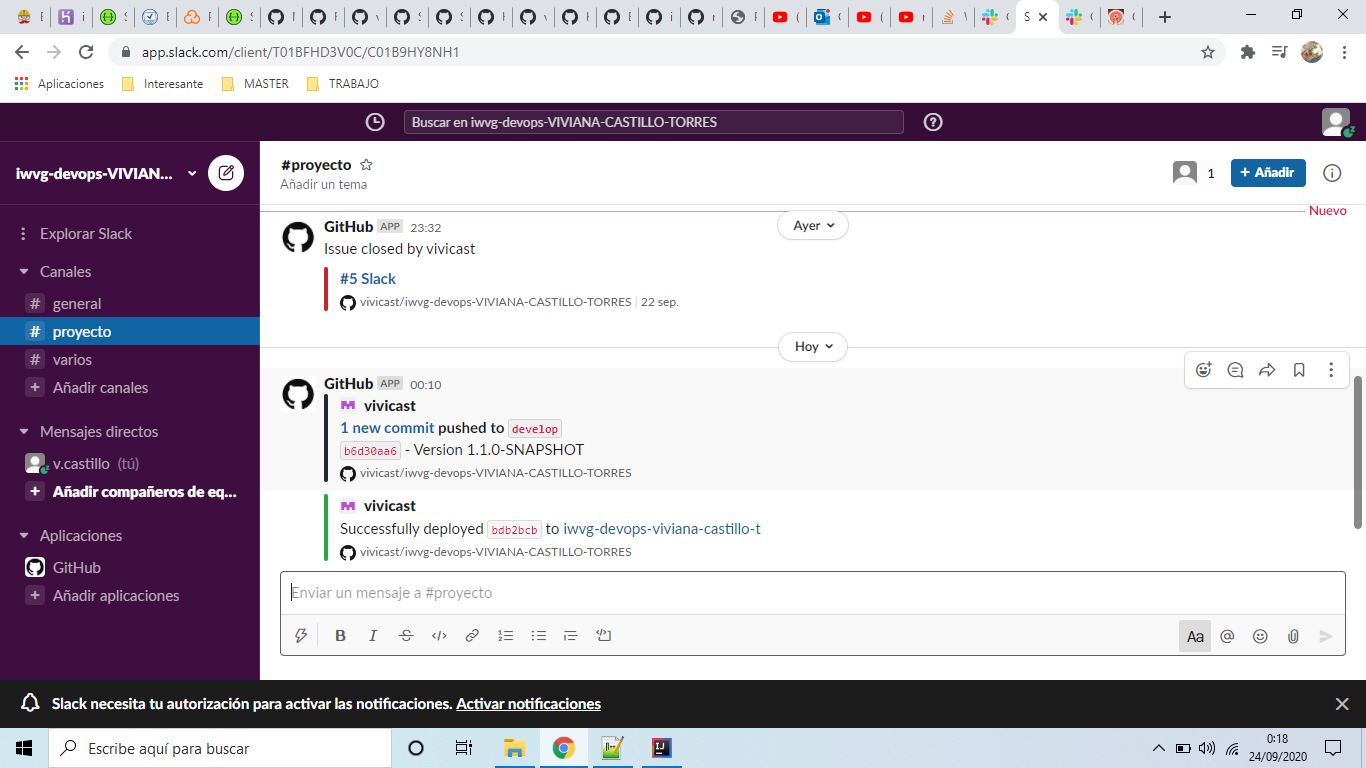 app.slack.com/client/T01BFHD3V0C/C01B9HY8NH1
Aplicaciones Interesante MASTER TRABAJO
Buscar en iwvg-devops-VIVIANA-CASTILLO-TORRES
iwvg-devops-VIVIAN...
Explorar Slack
Canales
# general
# proyecto
# varios
+ Añadir canales
Mensajes directos
v.castillo (tú)
+ Añadir compañeros de eq...
Aplicaciones
GitHub
+ Añadir aplicaciones
#proyecto
Añadir un tema
1
+ Añadir
Nuevo
Ayer
GitHub APP 23:32
Issue closed by vivicast
#5 Slack
vivicast/iwvg-devops-VIVIANA-CASTILLO-TORRES | 22 sep.
Hoy
GitHub APP 00:10
vivicast
1 new commit pushed to develop
b6d30aa6 - Version 1.1.0-SNAPSHOT
vivicast/iwvg-devops-VIVIANA-CASTILLO-TORRES
vivicast
Successfully deployed bdb2bcb to iwvg-devops-viviana-castillo-t
vivicast/iwvg-devops-VIVIANA-CASTILLO-TORRES
Enviar un mensaje a #proyecto
B I S </> Aa @
Slack necesita tu autorización para activar las notificaciones. Activar notificaciones
Escribe aquí para buscar
0:18
24/09/2020